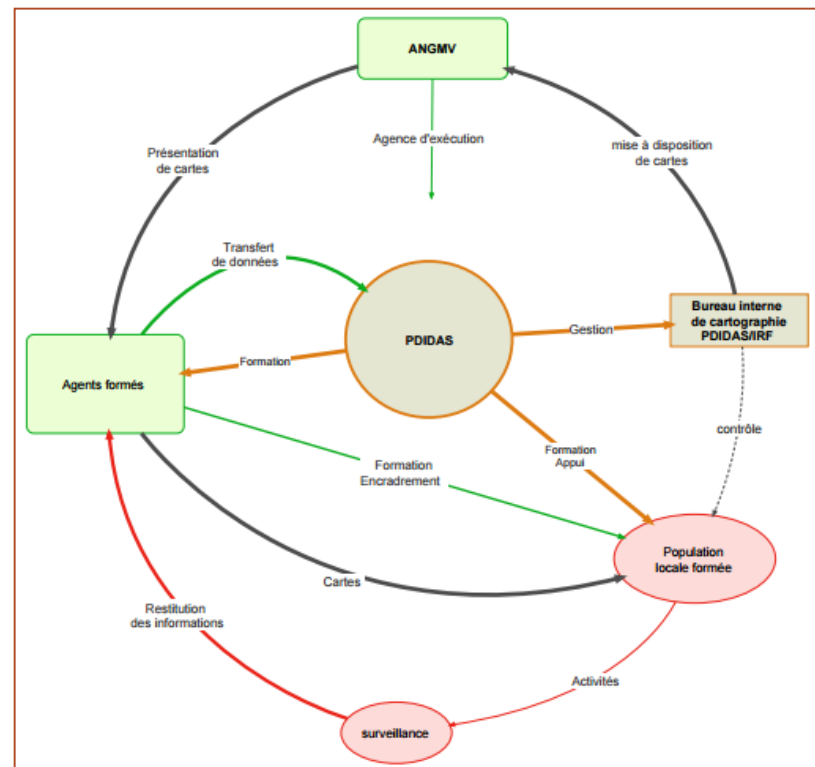 ANGMV
Agence d'exécution
Présentation
de cartes
mise à disposition
de cartes
Transfert
de données
PDIDAS
Gestion
Bureau interne
de cartographie
PDIDAS/IRF
Formation
Agents formés
contrôle
Formation
Appui
Formation
Encradrement
Population
locale formée
Cartes
Restitution
des informations
Activités
surveillance